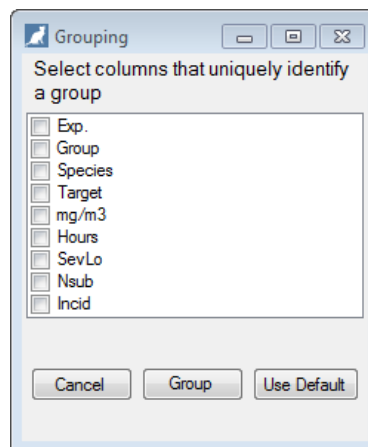 Grouping
Select columns that uniquely identify
a group
Exp.
Group
Species
Target
mg/m3
Hours
SevLo
Nsub
Incid
Cancel Group Use Default